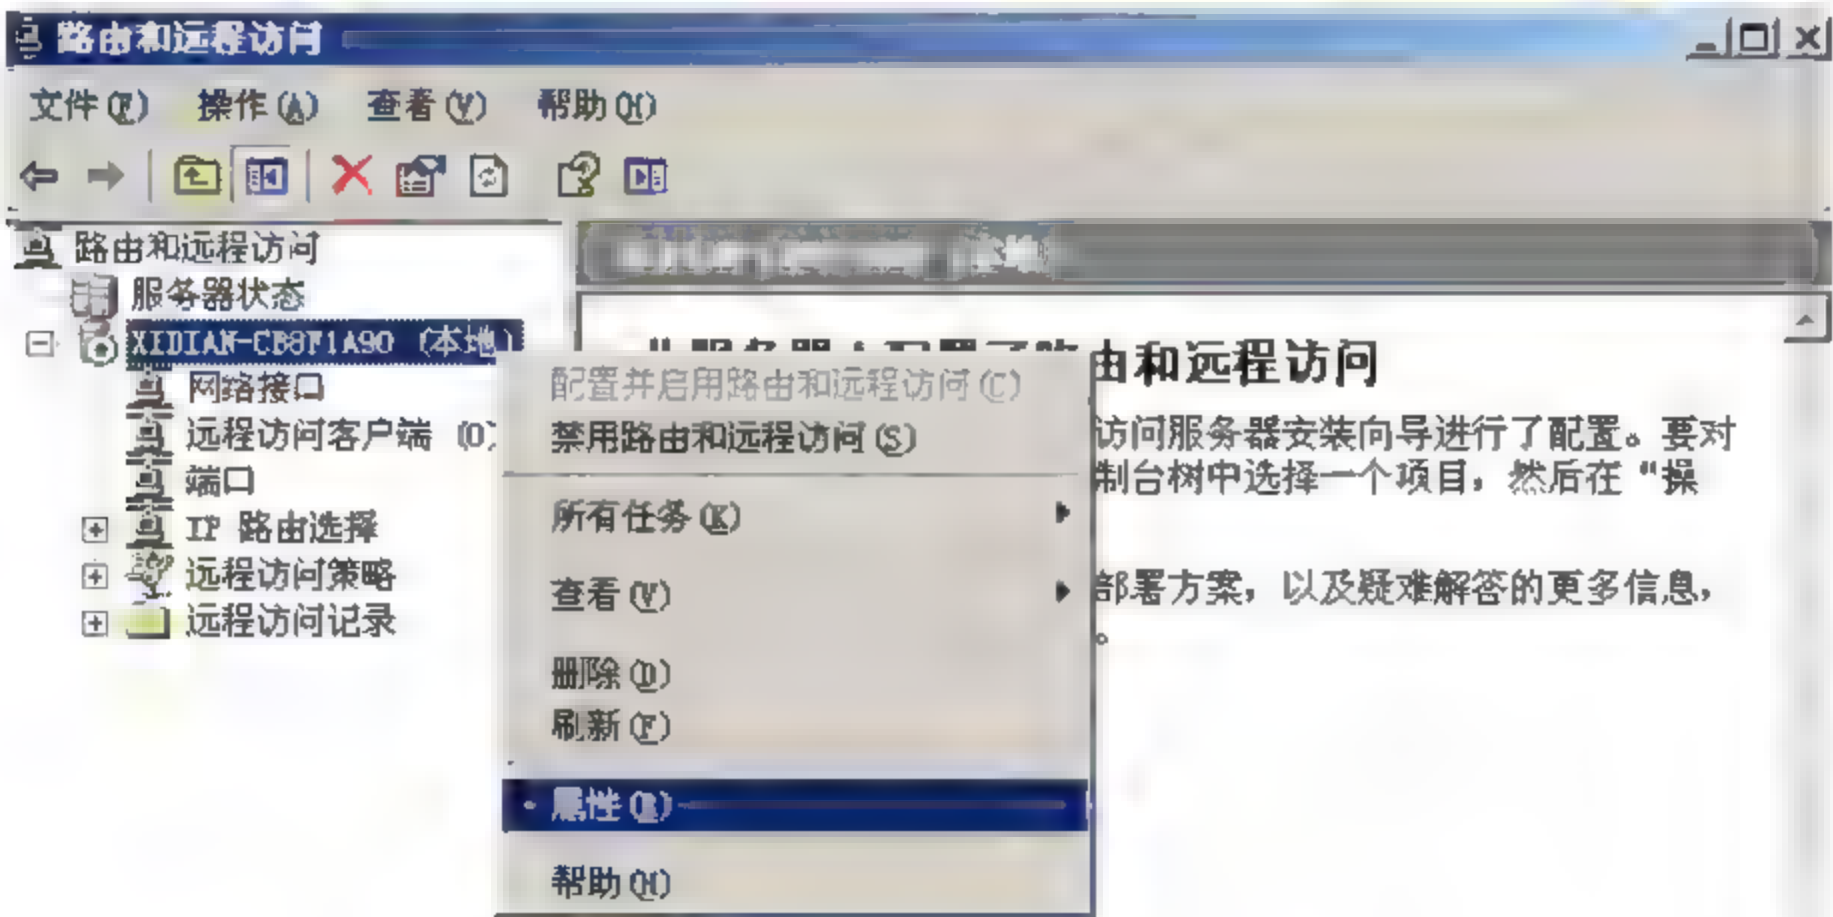 路由和远程访问
文件(F) 操作(A) 查看(V) 帮助(H)
路由和远程访问
服务器状态
XIDIAN-CB8F1A90 (本地)
网络接口
远程访问客户端 (0)
端口
IP 路由选择
远程访问策略
远程访问记录
配置并启用路由和远程访问(C)
禁用路由和远程访问(S)
所有任务(K)
查看(V)
删除(D)
刷新(F)
属性(R)
帮助(H)
由和远程访问
访问服务器安装向导进行了配置。要对
制台树中选择一个项目，然后在"操
部署方案，以及疑难解答的更多信息，
。